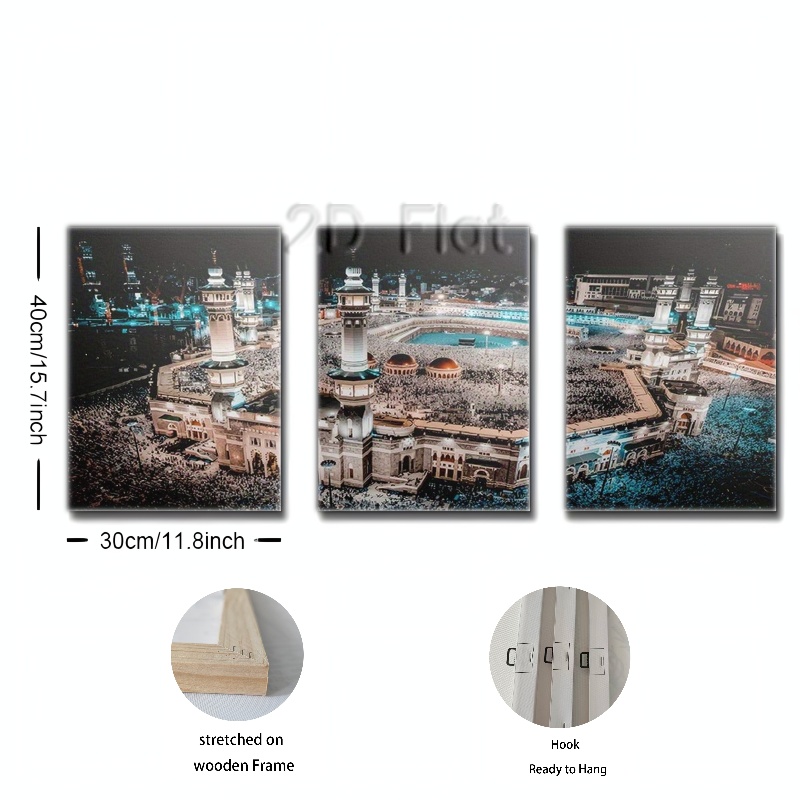 2D Flat
40cm/15.7inch
30cm/11.8inch
stretched on
wooden Frame
Hook
Ready to Hang